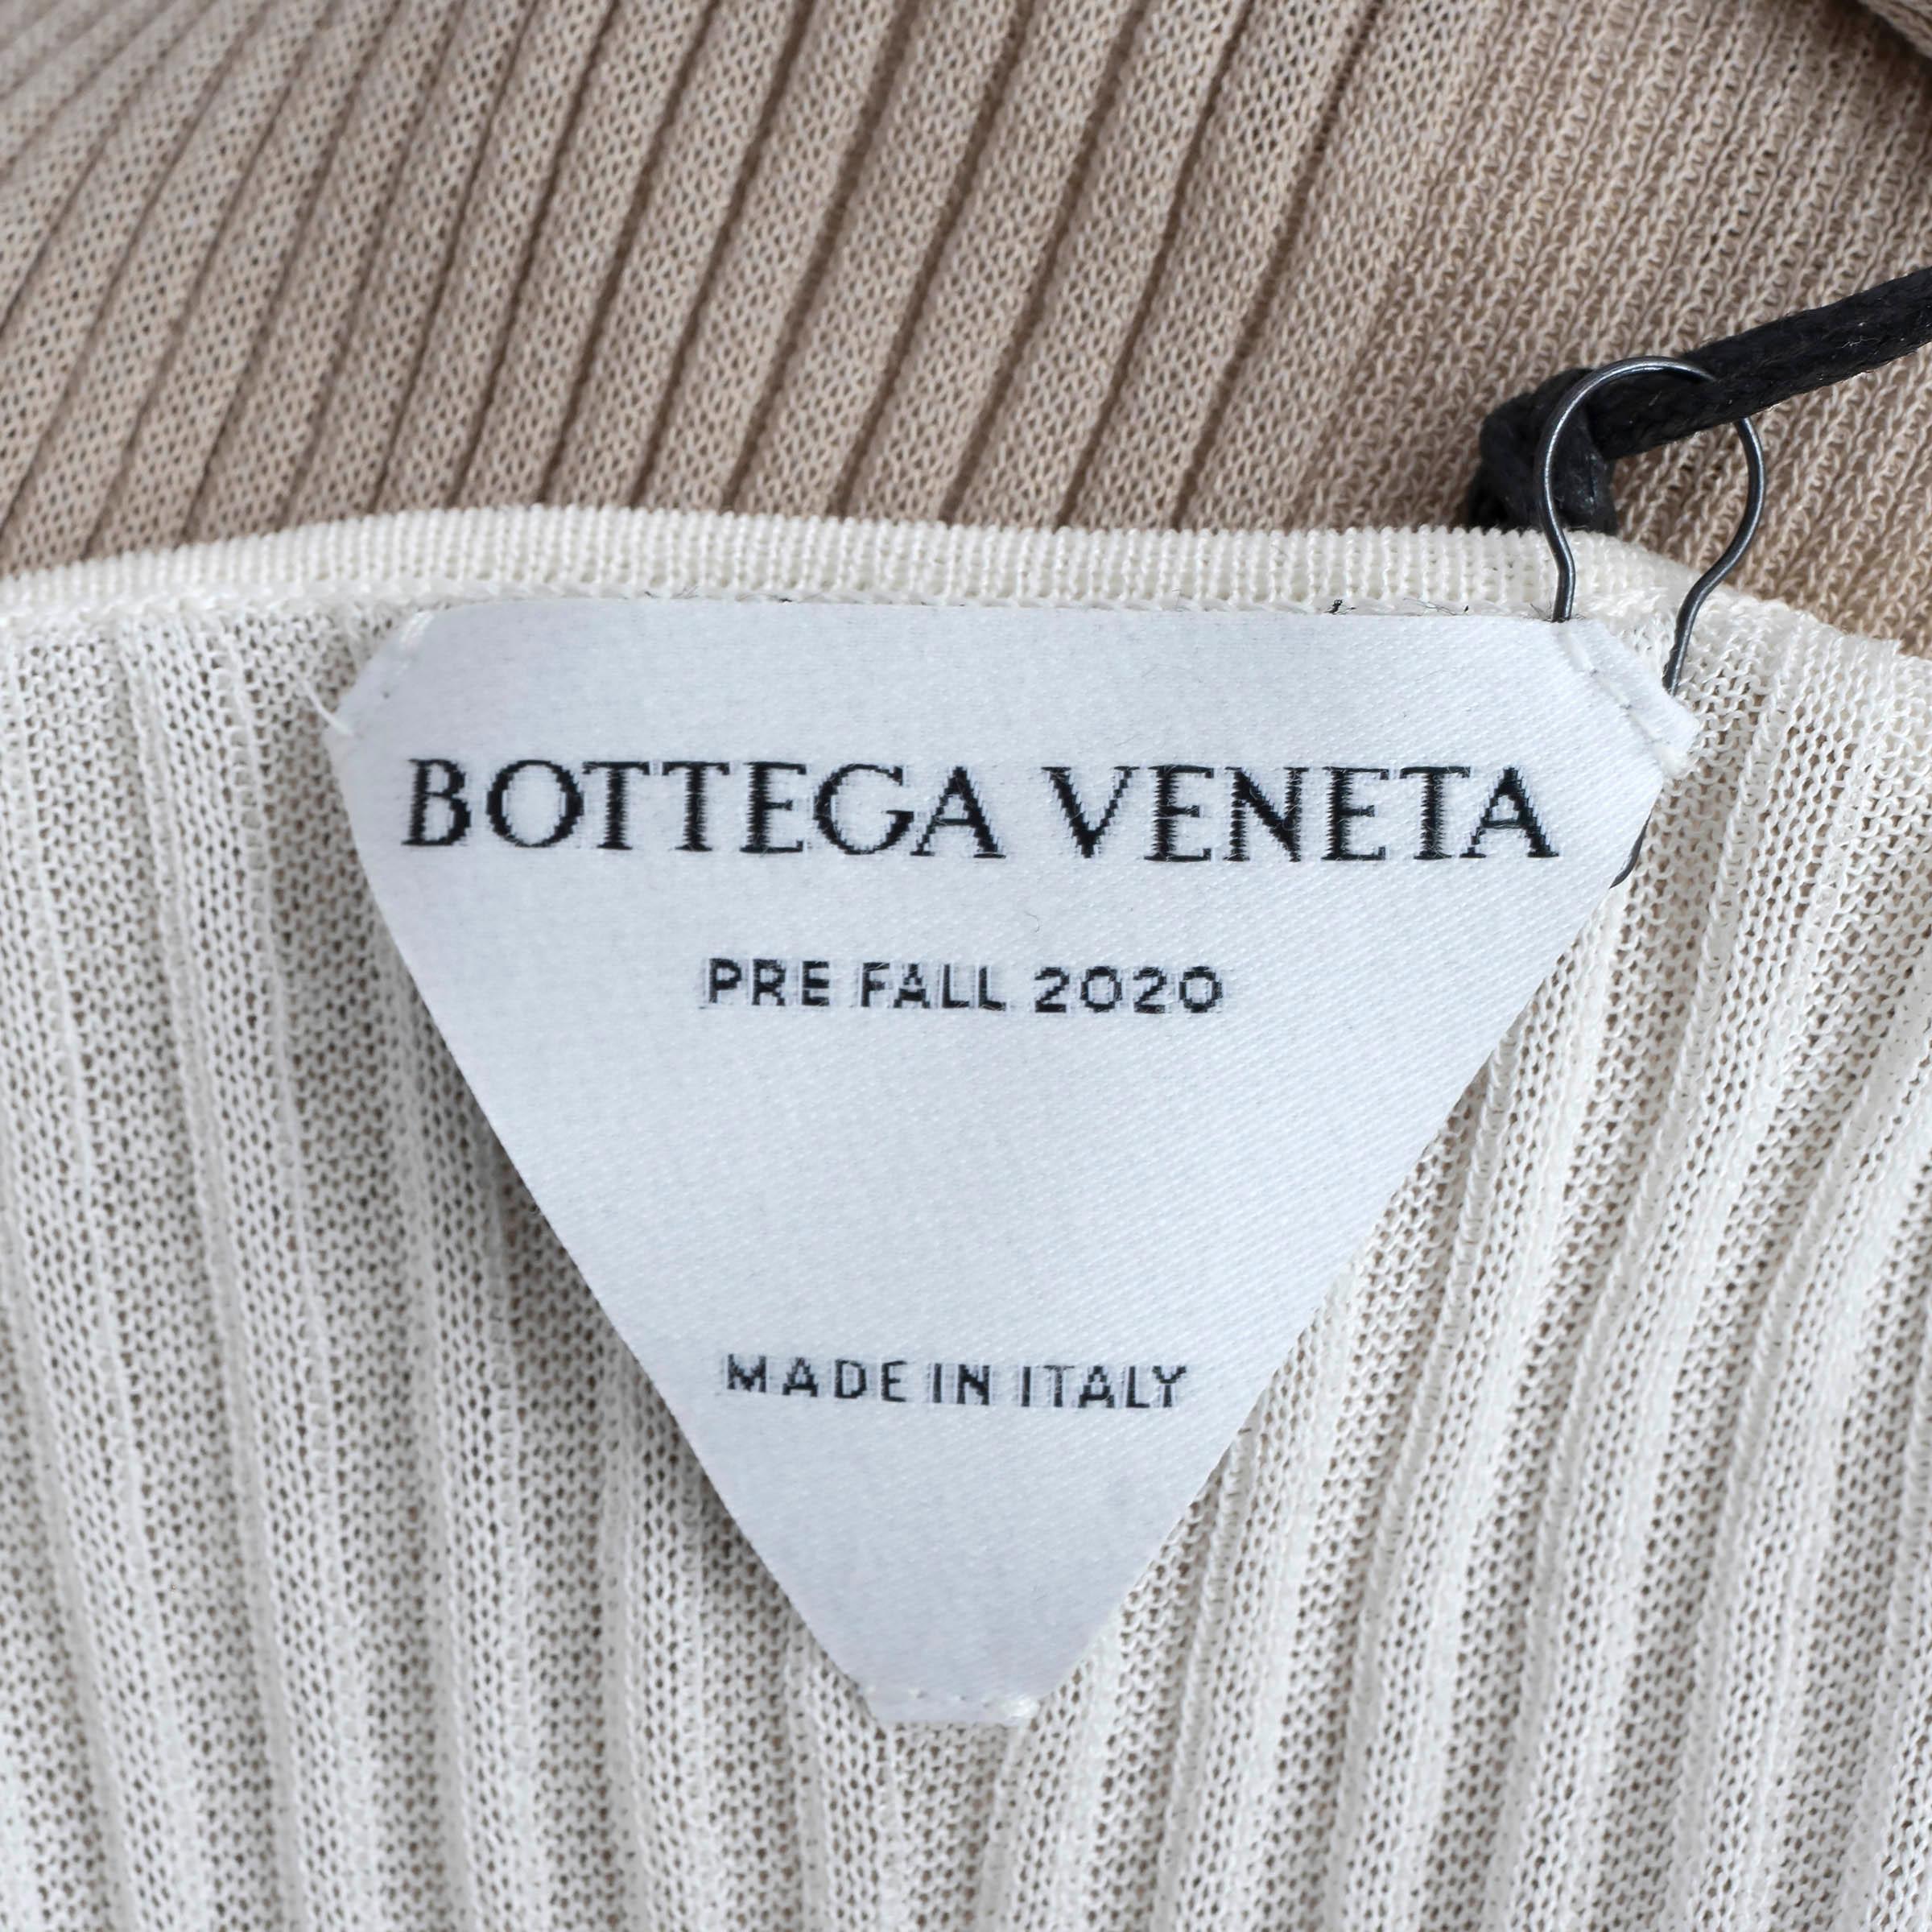 BOTTEGA VENETA
PRE FALL 2020
MADE IN ITALY